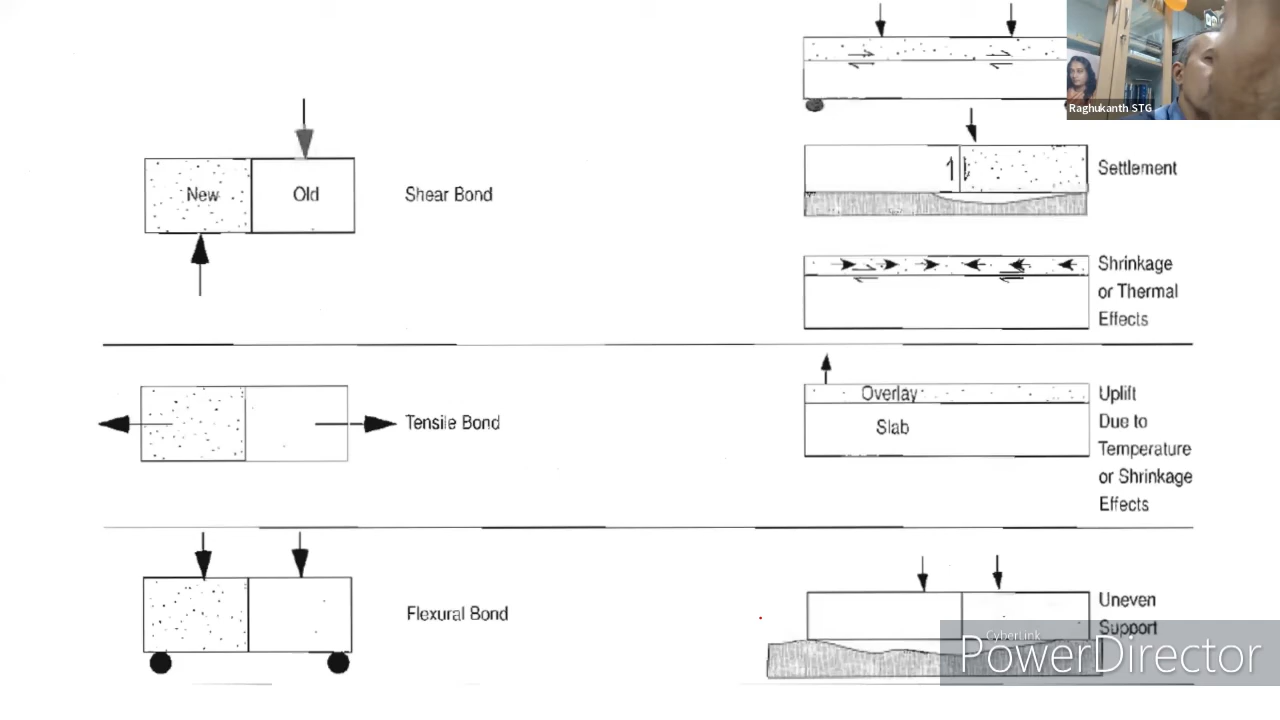 Raghukanth STG
New
Old
Shear Bond
Settlement
Shrinkage
or Thermal
Effects
Tensile Bond
Overlay
Slab
Uplift
Due to
Temperature
or Shrinkage
Effects
Flexural Bond
Uneven
Support
CyberLink
PowerDirector